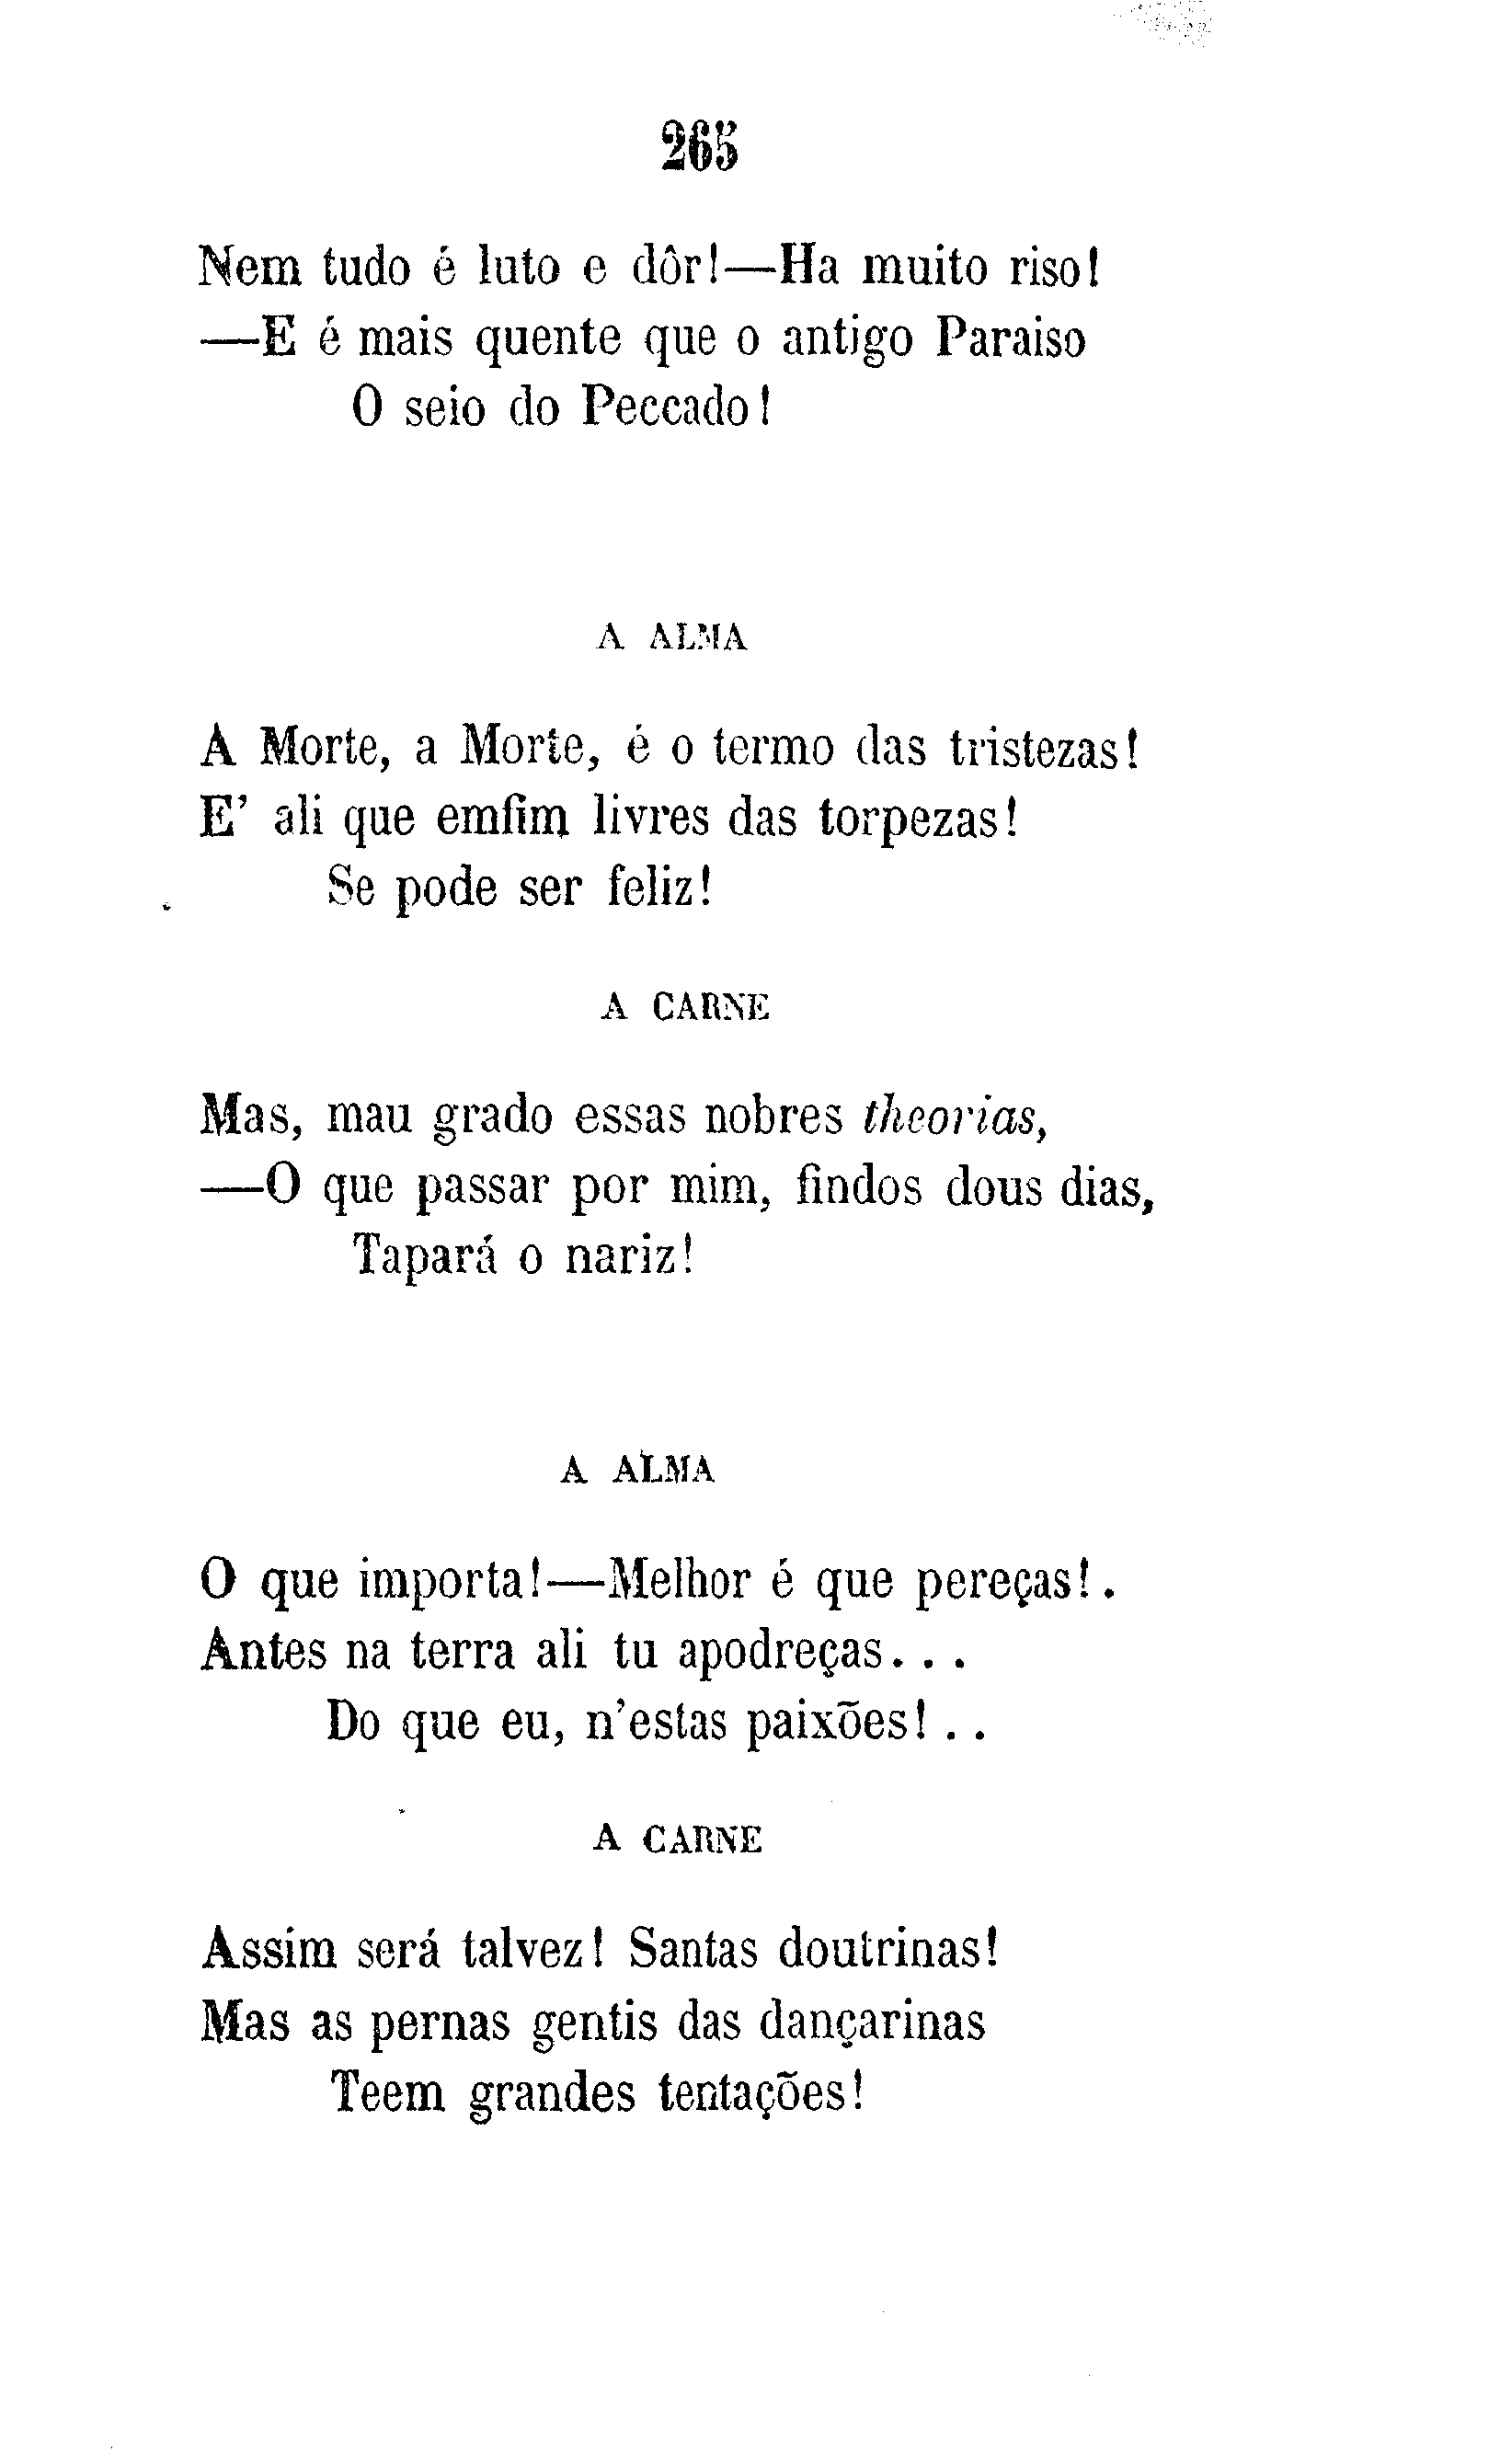 265
Nem tudo é luto e dôr!—Ha muito riso!
—E é mais quente que o antigo Paraiso
O seio do Peccado!
A ALMA
A Morte, a Morte, é o termo das tristezas!
E' ali que emfim livres das torpezas!
Se pode ser feliz!
A CARNE
Mas, mau grado essas nobres theorias,
—O que passar por mim, findos dous dias,
Tapará o nariz!
A ALMA
O que importa!—Melhor é que pereças!.
Antes na terra ali tu apodreças...
Do que eu, n'estas paixões!..
A CARNE
Assim será talvez! Santas doutrinas!
Mas as pernas gentis das dançarinas
Teem grandes tentações!